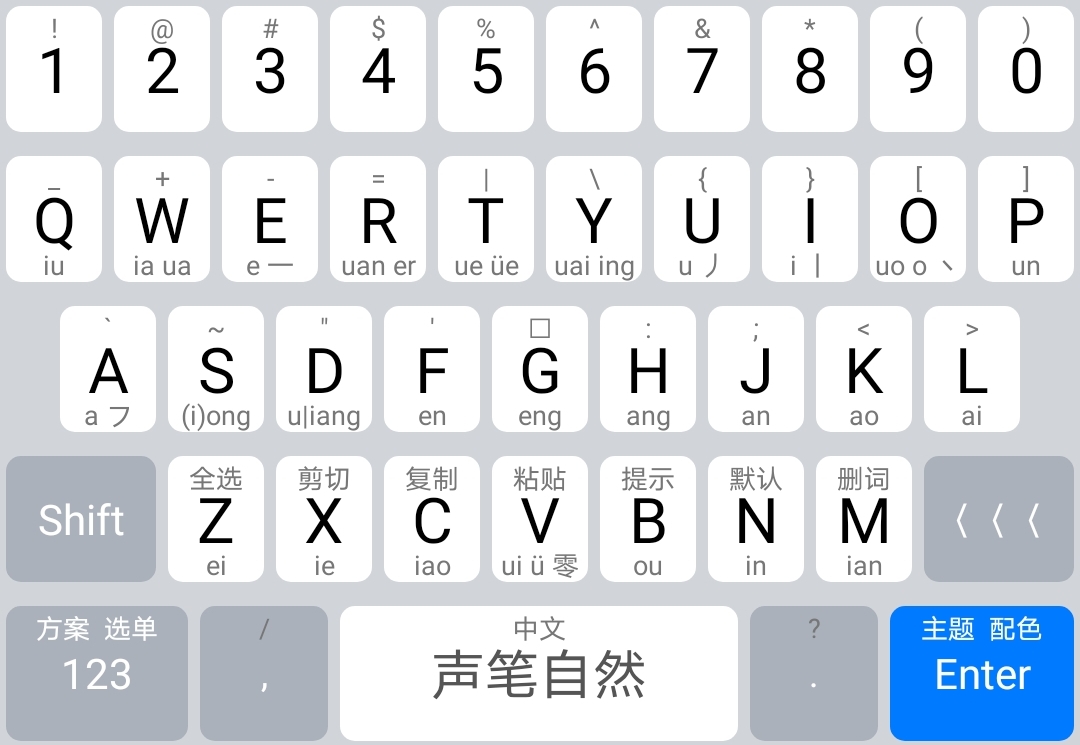 ! @ # $ % ^ & * ( )
1 2 3 4 5 6 7 8 9 0
_ + - = | \ { } [ ]
Q W E R T Y U I O P
iu ia ua e 一 uan er ue üe uai ing u 丿 i 丨 uo o 丶 un
` ~ " ' □ : ; < >
A S D F G H J K L
a フ (i)ong u|iang en eng ang an ao ai
全选 剪切 复制 粘贴 提示 默认 删词
Shift Z X C V B N M 〈〈〈
ei ie iao ui ü 零 ou in ian
方案 选单 / 中文 ? 主题 配色
123 , 声笔自然 . Enter